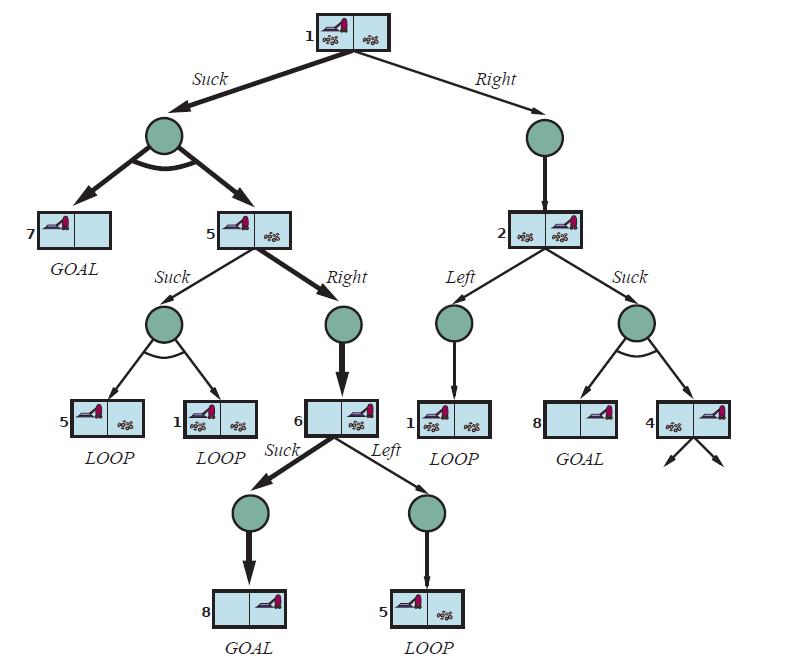 1
Suck Right
7 5 2
GOAL
Suck Right Left Suck
5 1 6 1 8 4
LOOP LOOP LOOP GOAL
Suck Left
8 5
GOAL LOOP